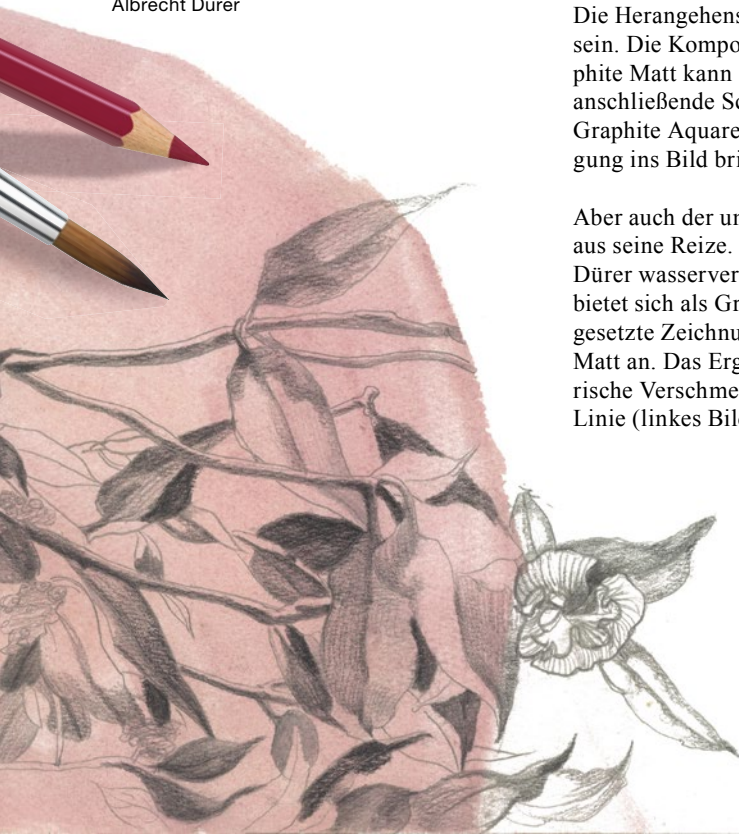 Albrecht Dürer
Die Herangehens
sein. Die Kompo
phite Matt kann
anschließende Sc
Graphite Aquare
gung ins Bild bri
Aber auch der
aus seine Reize.
Dürer wasserver
bietet sich als Gr
gesetzte Zeichnu
Matt an. Das Erg
rische Verschme
Linie (linkes Bil